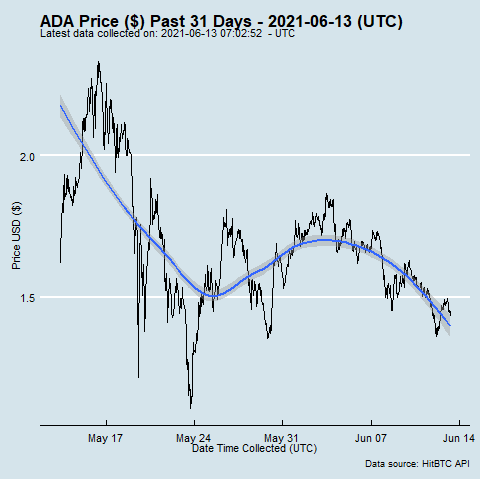 ADA Price ($) Past 31 Days - 2021-06-13 (UTC)
Latest data collected on: 2021-06-13 07:02:52 - UTC
Price USD ($)
2.0
1.5
May 17 May 24 May 31 Jun 07 Jun 14
Date Time Collected (UTC)
Data source: HitBTC API